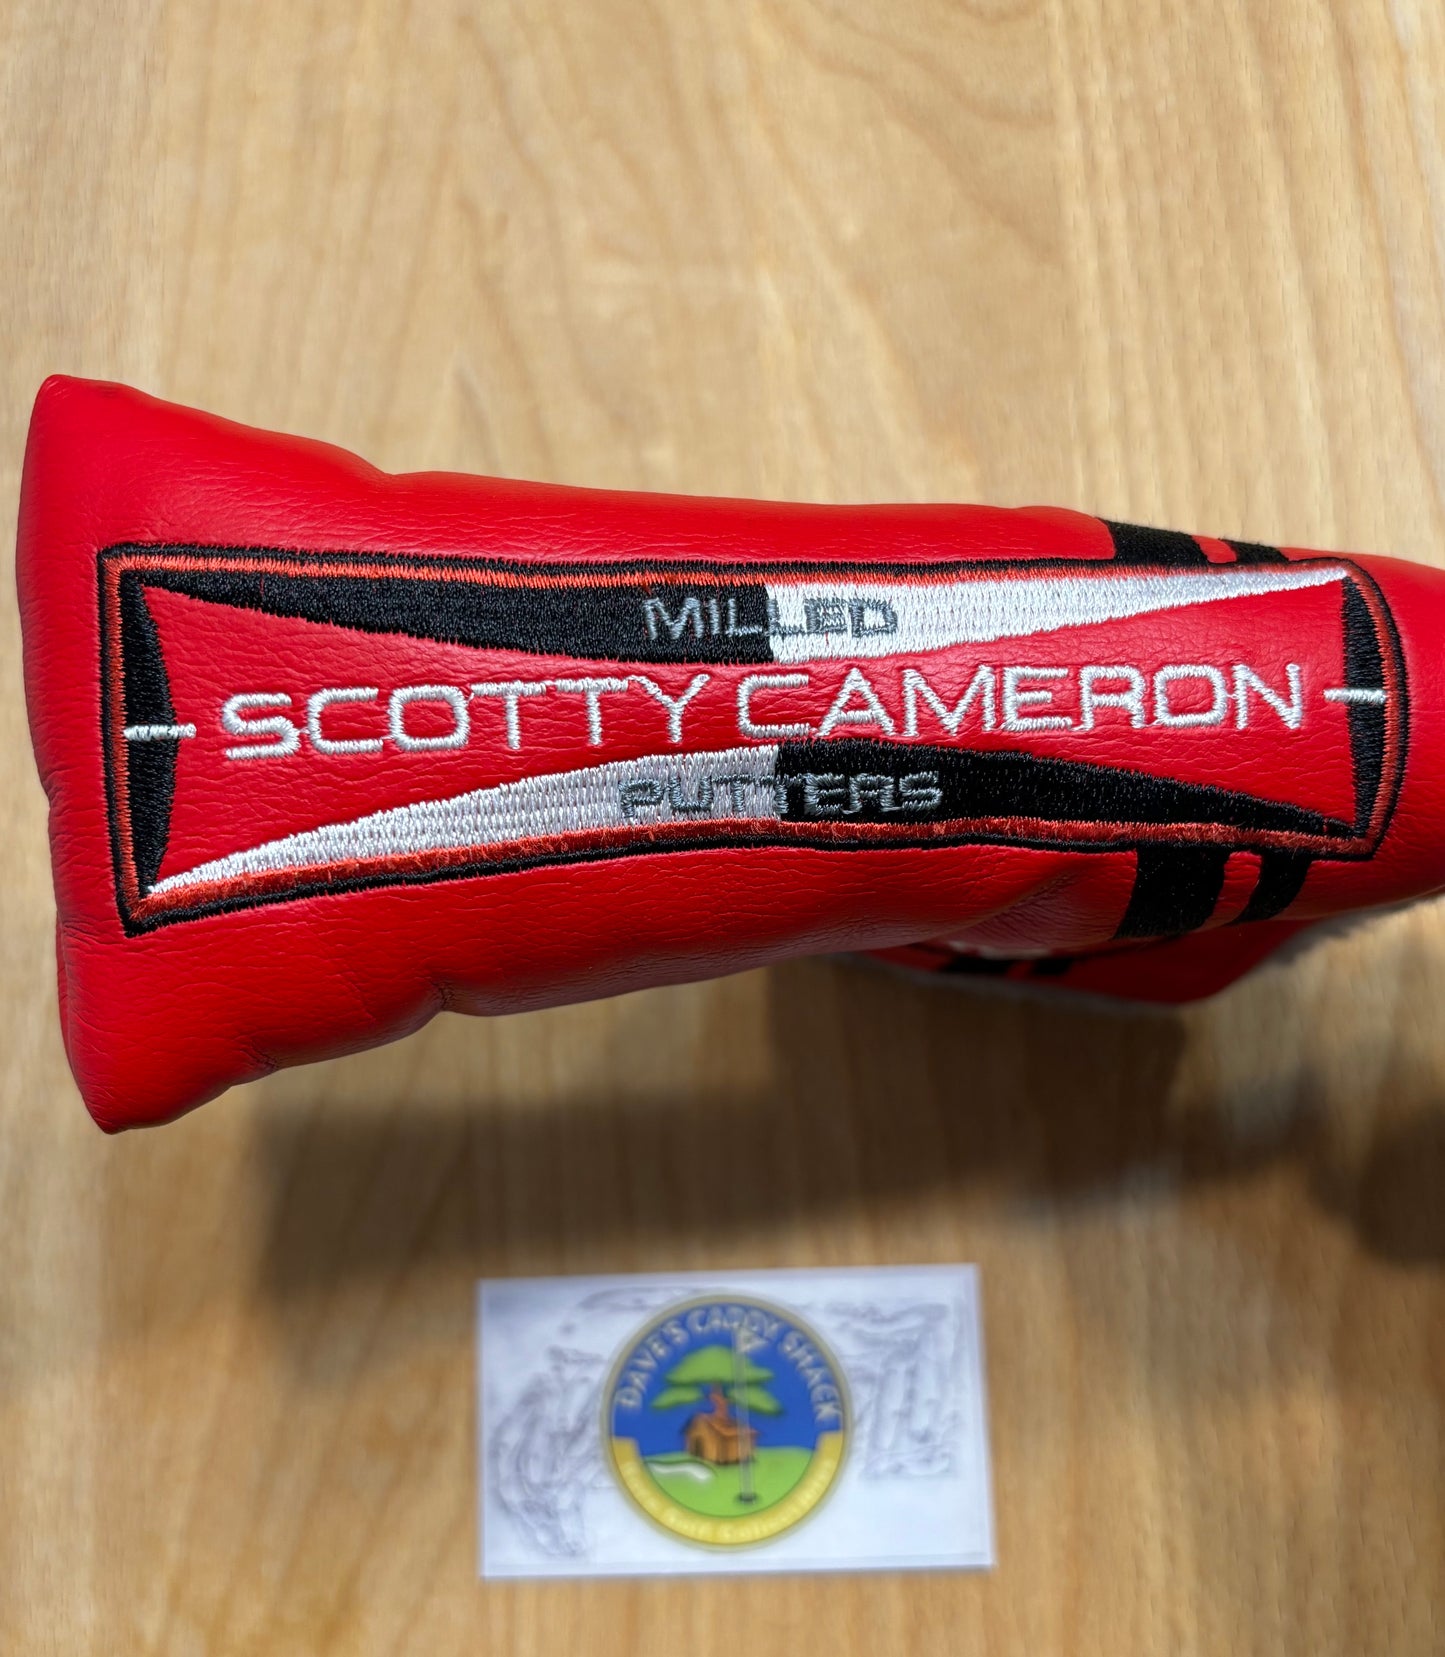 MILLED
SCOTTY CAMERON
PUTTERS
DAVE'S CADDY SHACK